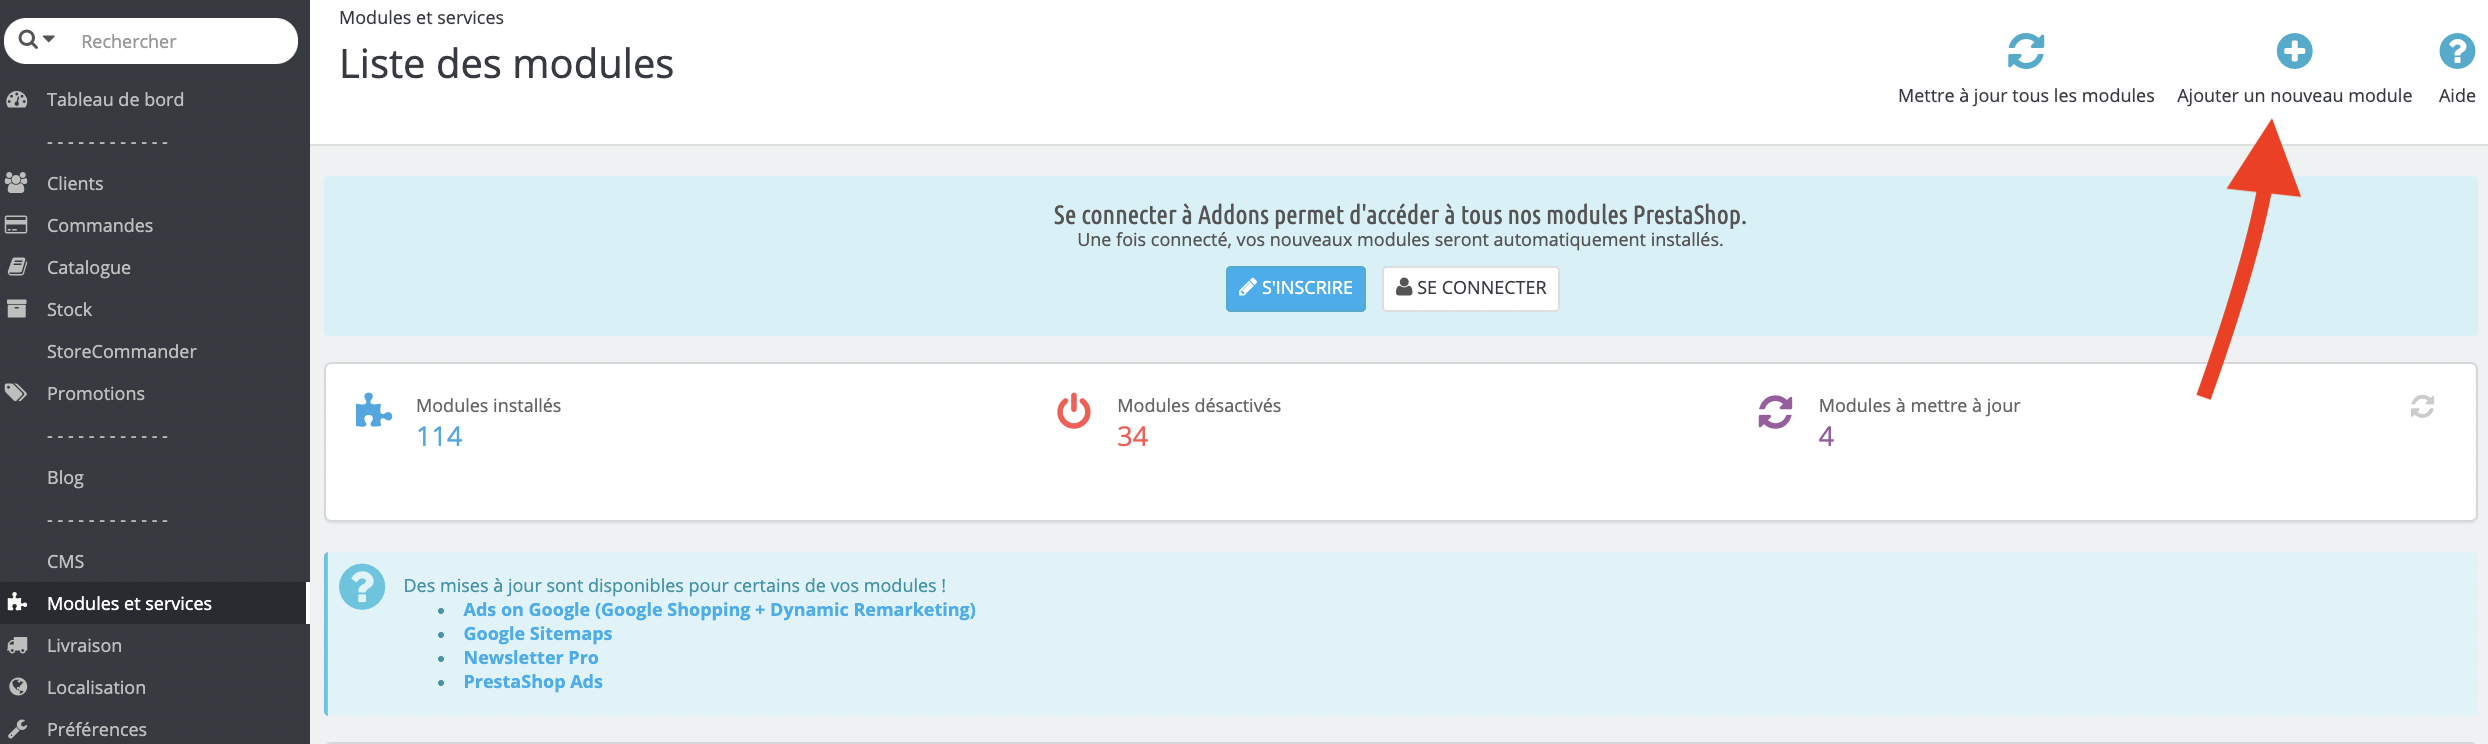 Rechercher
Tableau de bord
- - - - - - - - - - - -
Clients
Commandes
Catalogue
Stock
StoreCommander
Promotions
- - - - - - - - - - - -
Blog
- - - - - - - - - - - -
CMS
Modules et services
Livraison
Localisation
Préférences
Modules et services
Liste des modules
Mettre à jour tous les modules
Ajouter un nouveau module
Aide
Se connecter à Addons permet d'accéder à tous nos modules PrestaShop.
Une fois connecté, vos nouveaux modules seront automatiquement installés.
S'INSCRIRE
SE CONNECTER
Modules installés
114
Modules désactivés
34
Modules à mettre à jour
4
Des mises à jour sont disponibles pour certains de vos modules !
• Ads on Google (Google Shopping + Dynamic Remarketing)
• Google Sitemaps
• Newsletter Pro
• PrestaShop Ads